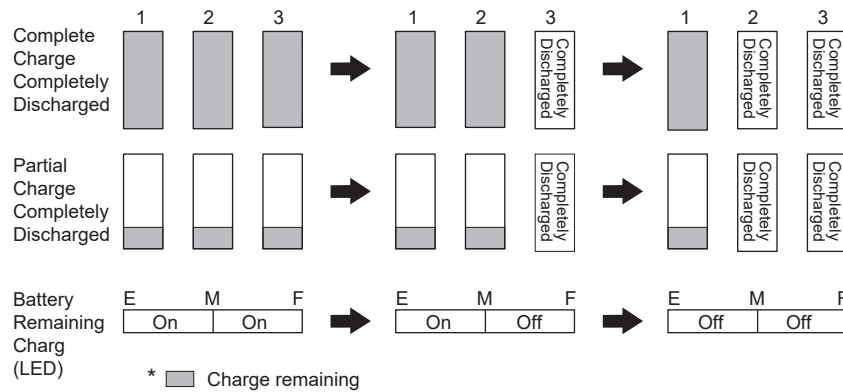 1 2 3 1 2 3 1 2 3
Complete
Charge
Completely
Discharged
Completely
Discharged
Completely
Discharged
Completely
Discharged
Partial
Charge
Completely
Discharged
Completely
Discharged
Completely
Discharged
Completely
Discharged
Battery
Remaining
Charg
(LED)
E M F E M F E M F
On On On Off Off Off
* Charge remaining